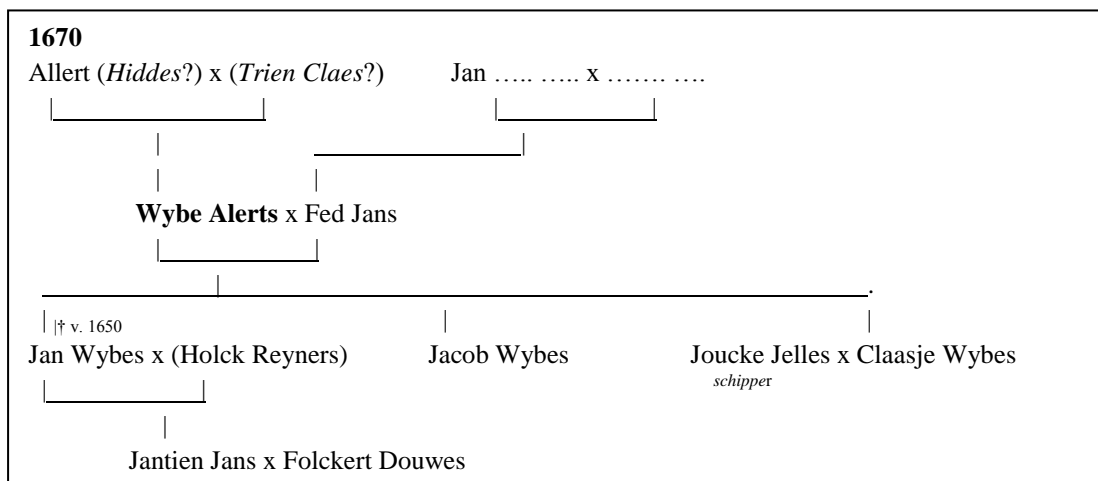 1670
Allert (Hiddes?) x (Trien Claes?) Jan ….. ….. x ……. ….
Wybe Alerts x Fed Jans
† v. 1650
Jan Wybes x (Holck Reyners) Jacob Wybes Joucke Jelles x Claasje Wybes
schipper
Jantien Jans x Folckert Douwes